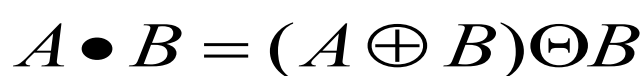 A • B = (A ⊕ B)ΘB